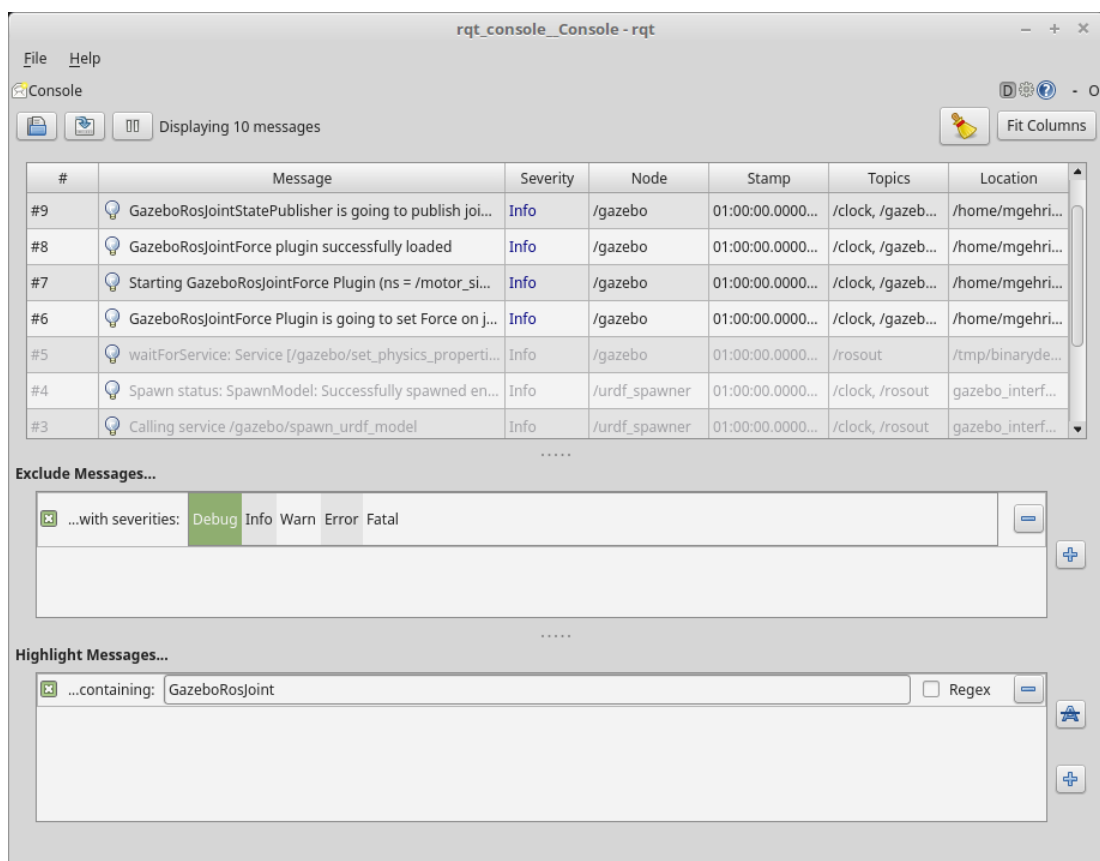 rqt_console__Console - rqt
File Help
Console D - O
Displaying 10 messages Fit Columns
# Message Severity Node Stamp Topics Location
#9 GazeboRosJointStatePublisher is going to publish joi... Info /gazebo 01:00:00.0000... /clock, /gazeb... /home/mgehri...
#8 GazeboRosJointForce plugin successfully loaded Info /gazebo 01:00:00.0000... /clock, /gazeb... /home/mgehri...
#7 Starting GazeboRosJointForce Plugin (ns = /motor_si... Info /gazebo 01:00:00.0000... /clock, /gazeb... /home/mgehri...
#6 GazeboRosJointForce Plugin is going to set Force on j... Info /gazebo 01:00:00.0000... /clock, /gazeb... /home/mgehri...
#5 waitForService: Service [/gazebo/set_physics_properti... Info /gazebo 01:00:00.0000... /rosout /tmp/binaryde...
#4 Spawn status: SpawnModel: Successfully spawned en... Info /urdf_spawner 01:00:00.0000... /clock, /rosout gazebo_interf...
#3 Calling service /gazebo/spawn_urdf_model Info /urdf_spawner 01:00:00.0000... /clock, /rosout gazebo_interf...
Exclude Messages...
...with severities: Debug Info Warn Error Fatal
Highlight Messages...
...containing: GazeboRosJoint Regex